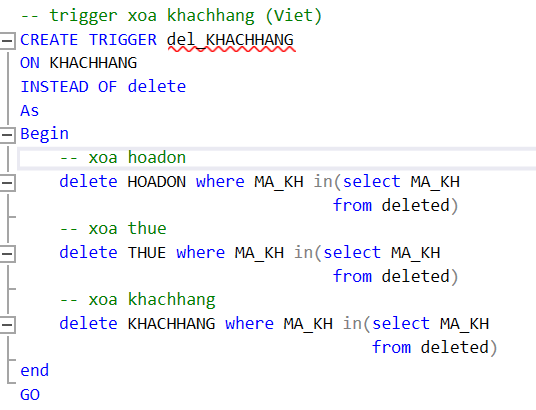 -- trigger xoa khachhang (Viet)
CREATE TRIGGER del_KHACHHANG
ON KHACHHANG
INSTEAD OF delete
As
Begin
-- xoa hoadon
delete HOADON where MA_KH in(select MA_KH
from deleted)
-- xoa thue
delete THUE where MA_KH in(select MA_KH
from deleted)
-- xoa khachhang
delete KHACHHANG where MA_KH in(select MA_KH
from deleted)
end
GO